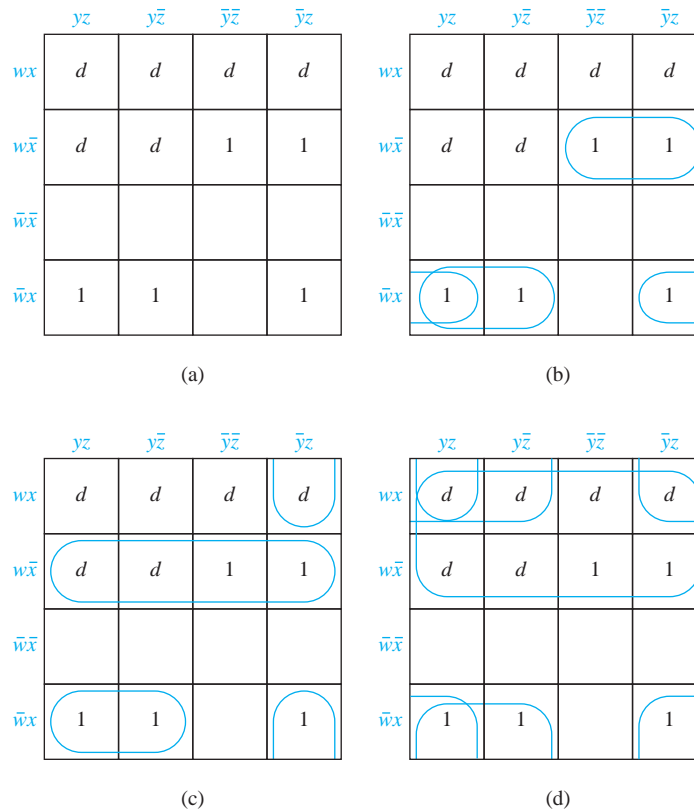 yz yz̄ ȳz̄ ȳz yz yz̄ ȳz̄ ȳz
wx d d d d wx d d d d
wx̄ d d 1 1 wx̄ d d 1 1
w̄x̄ w̄x̄
w̄x 1 1 1 w̄x 1 1 1
(a) (b)
yz yz̄ ȳz̄ ȳz yz yz̄ ȳz̄ ȳz
wx d d d d wx d d d d
wx̄ d d 1 1 wx̄ d d 1 1
w̄x̄ w̄x̄
w̄x 1 1 1 w̄x 1 1 1
(c) (d)